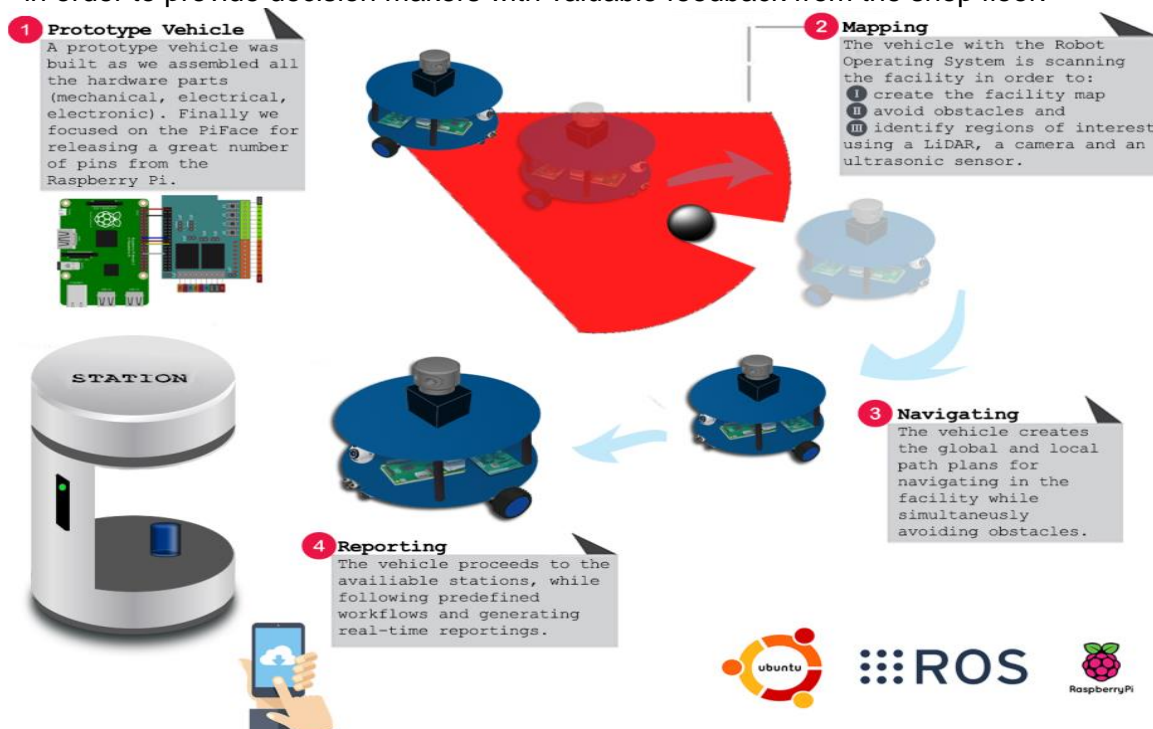 in order to provide decision makers with valuable feedback from the shop floor.
1 Prototype Vehicle
A prototype vehicle was
built as we assembled all
the hardware parts
(mechanical, electrical,
electronic). Finally we
focused on the PiFace for
releasing a great number
of pins from the
Raspberry Pi.
2 Mapping
The vehicle with the Robot
Operating System is scanning
the facility in order to:
I create the facility map
II avoid obstacles and
III identify regions of interest
using a LiDAR, a camera and an
ultrasonic sensor.
STATION
3 Navigating
The vehicle creates
the global and local
path plans for
navigating in the
facility while
simultaneusly
avoiding obstacles.
4 Reporting
The vehicle proceeds to the
availiable stations, while
following predefined
workflows and generating
real-time reportings.
ubuntu
ROS
RaspberryPi